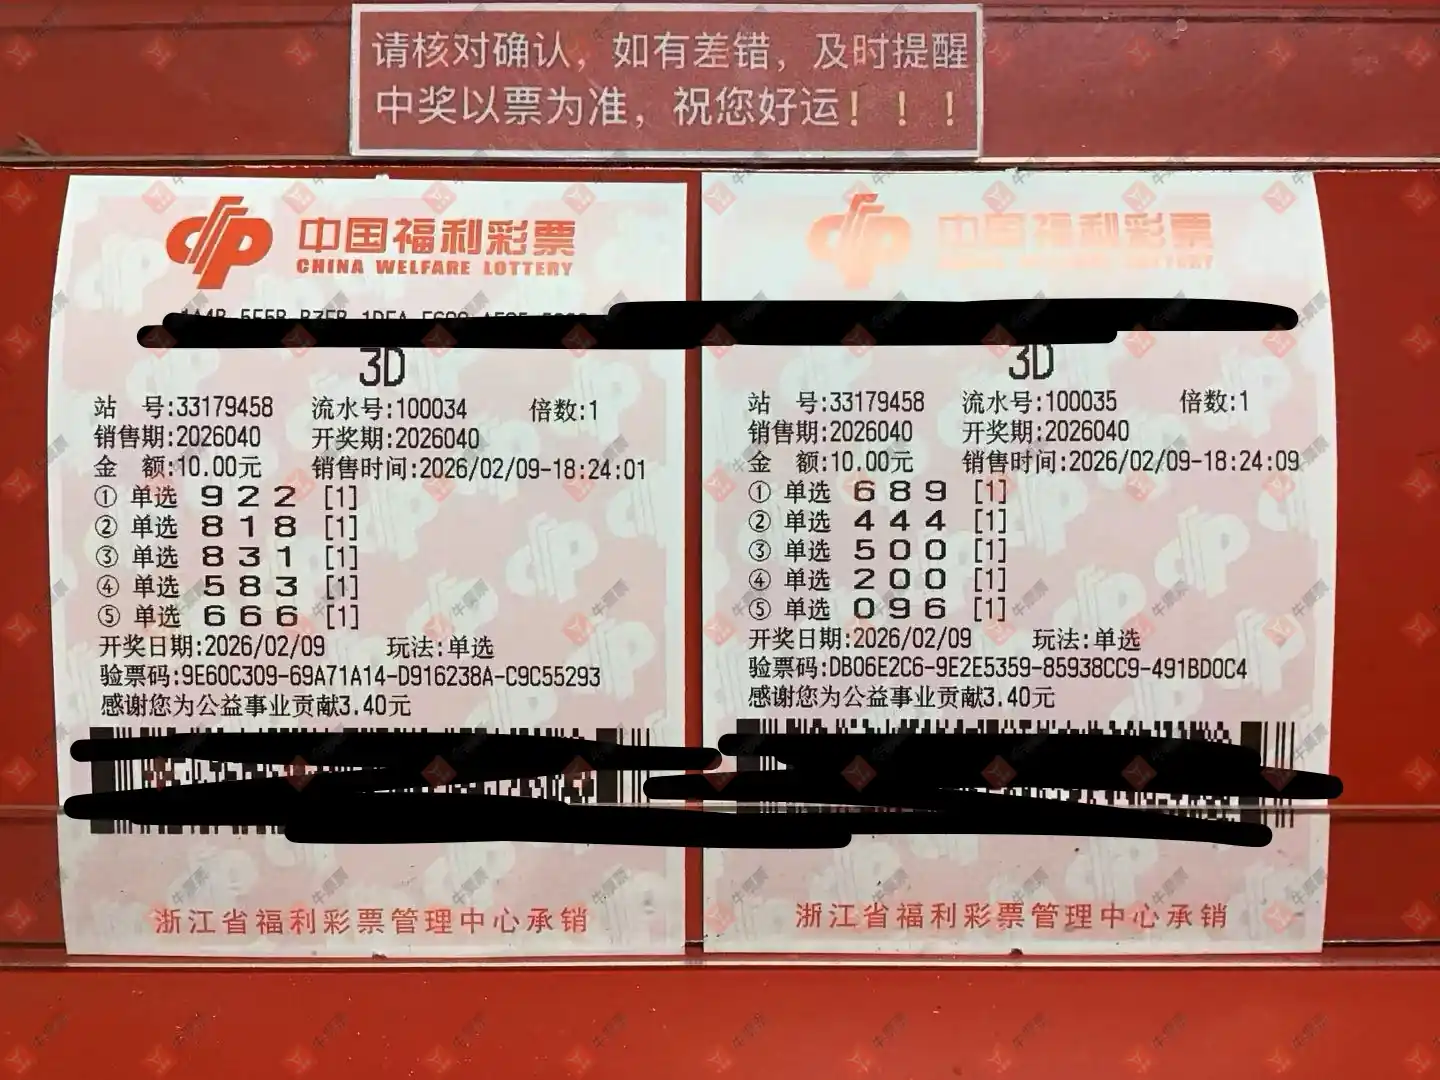 请核对确认，如有差错，及时提醒
中奖以票为准，祝您好运！！！
中国福利彩票
CHINA WELFARE LOTTERY
3D
站 号:33179458 流水号:100034 倍数:1
销售期:2026040 开奖期:2026040
金 额:10.00元 销售时间:2026/02/09-18:24:01
① 单选 9 2 2 [1]
② 单选 8 1 8 [1]
③ 单选 8 3 1 [1]
④ 单选 5 8 3 [1]
⑤ 单选 6 6 6 [1]
开奖日期:2026/02/09 玩法:单选
验票码:9E60C309-69A71A14-D916238A-C9C55293
感谢您为公益事业贡献3.40元
浙江省福利彩票管理中心承销
中国福利彩票
CHINA WELFARE LOTTERY
3D
站 号:33179458 流水号:100035 倍数:1
销售期:2026040 开奖期:2026040
金 额:10.00元 销售时间:2026/02/09-18:24:09
① 单选 6 8 9 [1]
② 单选 4 4 4 [1]
③ 单选 5 0 0 [1]
④ 单选 2 0 0 [1]
⑤ 单选 0 9 6 [1]
开奖日期:2026/02/09 玩法:单选
验票码:DB06E2C6-9E2E5359-85938CC9-491BD0C4
感谢您为公益事业贡献3.40元
浙江省福利彩票管理中心承销